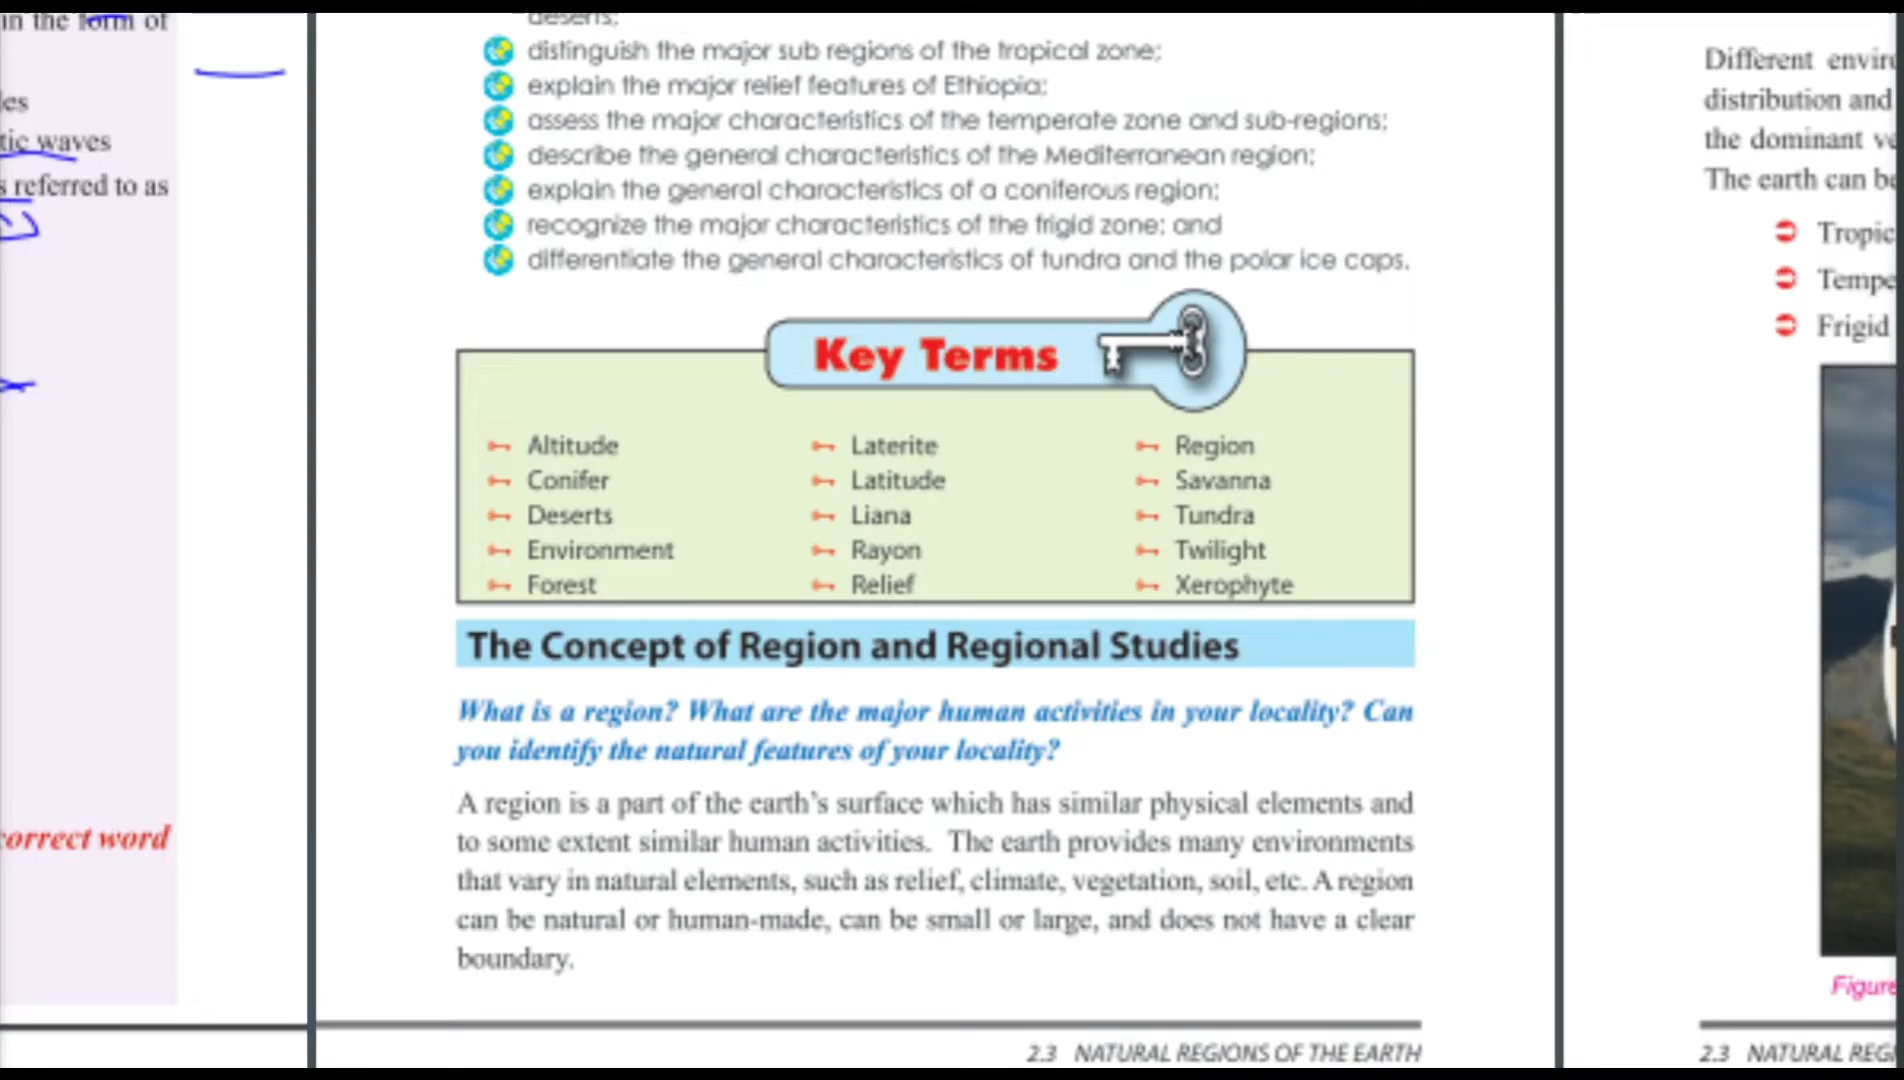 in the form of
les
tic waves
s referred to as
correct word
deserts;
distinguish the major sub regions of the tropical zone;
explain the major relief features of Ethiopia;
assess the major characteristics of the temperate zone and sub-regions;
describe the general characteristics of the Mediterranean region;
explain the general characteristics of a coniferous region;
recognize the major characteristics of the frigid zone; and
differentiate the general characteristics of tundra and the polar ice caps.
Key Terms
Altitude
Conifer
Deserts
Environment
Forest
Laterite
Latitude
Liana
Rayon
Relief
Region
Savanna
Tundra
Twilight
Xerophyte
The Concept of Region and Regional Studies
What is a region? What are the major human activities in your locality? Can
you identify the natural features of your locality?
A region is a part of the earth's surface which has similar physical elements and
to some extent similar human activities. The earth provides many environments
that vary in natural elements, such as relief, climate, vegetation, soil, etc. A region
can be natural or human-made, can be small or large, and does not have a clear
boundary.
2.3 NATURAL REGIONS OF THE EARTH
Different enviro
distribution and
the dominant ve
The earth can be
Tropic
Tempe
Frigid
Figure
2.3 NATURAL REGI